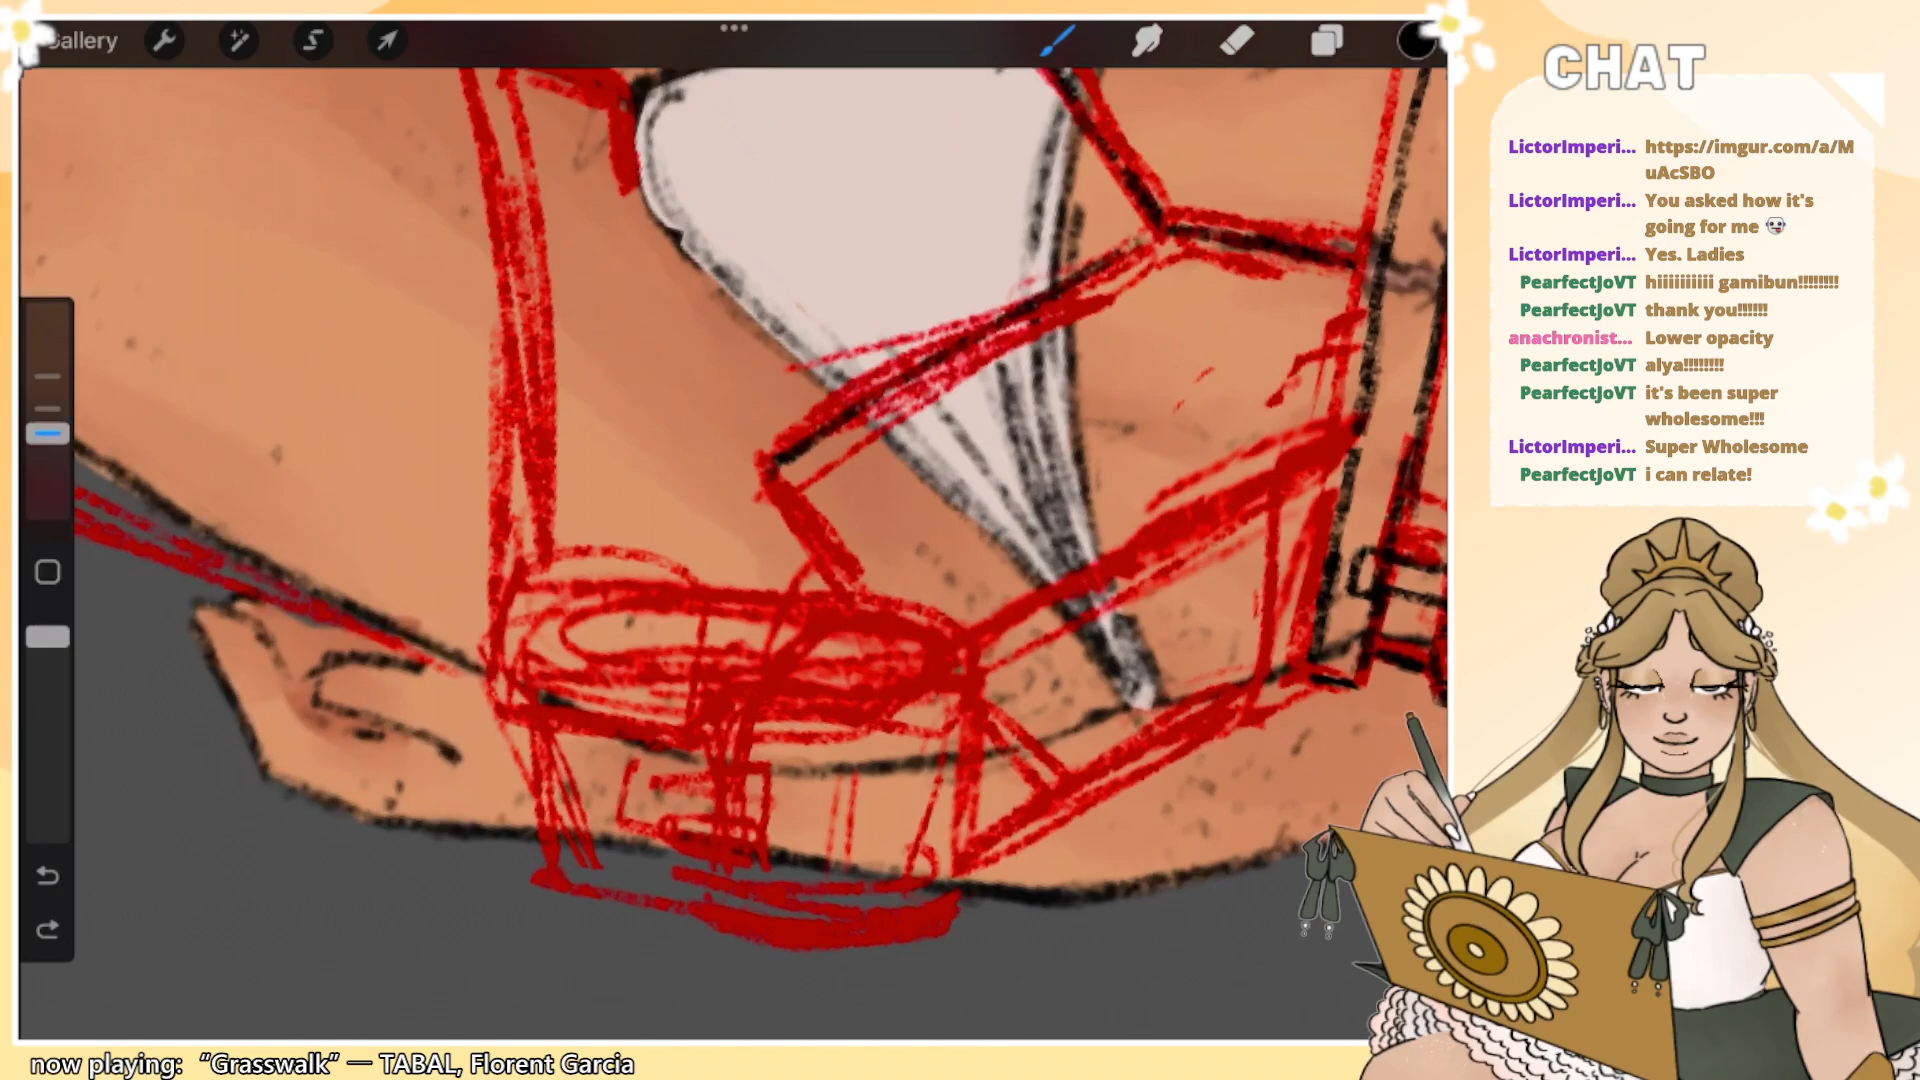 Gallery
CHAT
LictorImperi... https://imgur.com/a/M
uAcSBO
LictorImperi... You asked how it's
going for me
LictorImperi... Yes. Ladies
PearfectJoVT hiiiiiiiiii gamibun!!!!!!!!
PearfectJoVT thank you!!!!!!
anachronist... Lower opacity
PearfectJoVT alya!!!!!!!!
PearfectJoVT it's been super
wholesome!!!
LictorImperi... Super Wholesome
PearfectJoVT i can relate!
now playing: “Grasswalk” — TABAL, Florent Garcia